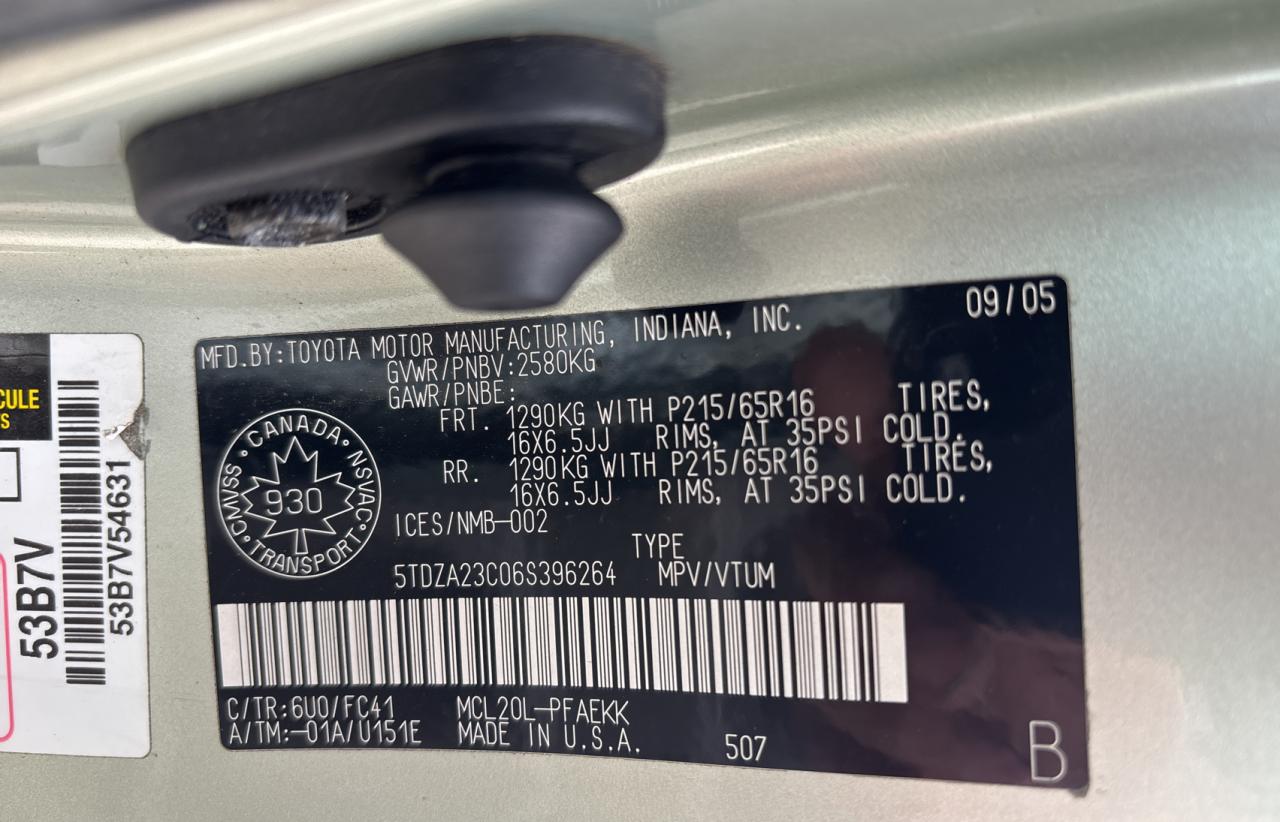 09/05
MFD.BY:TOYOTA MOTOR MANUFACTURING, INDIANA, INC.
GVWR/PNBV:2580KG
GAWR/PNBE:
FRT. 1290KG WITH P215/65R16 TIRES,
16X6.5JJ RIMS, AT 35PSI COLD.
RR. 1290KG WITH P215/65R16 TIRES,
16X6.5JJ RIMS, AT 35PSI COLD.
CANADA
CMVSS
NSVAC
930
TRANSPORT
ICES/NMB-002
TYPE
5TDZA23C06S396264 MPV/VTUM
C/TR:6U0/FC41 MCL20L-PFAEKK
A/TM:-01A/U151E MADE IN U.S.A.
507
B
53B7V
53B7V54631